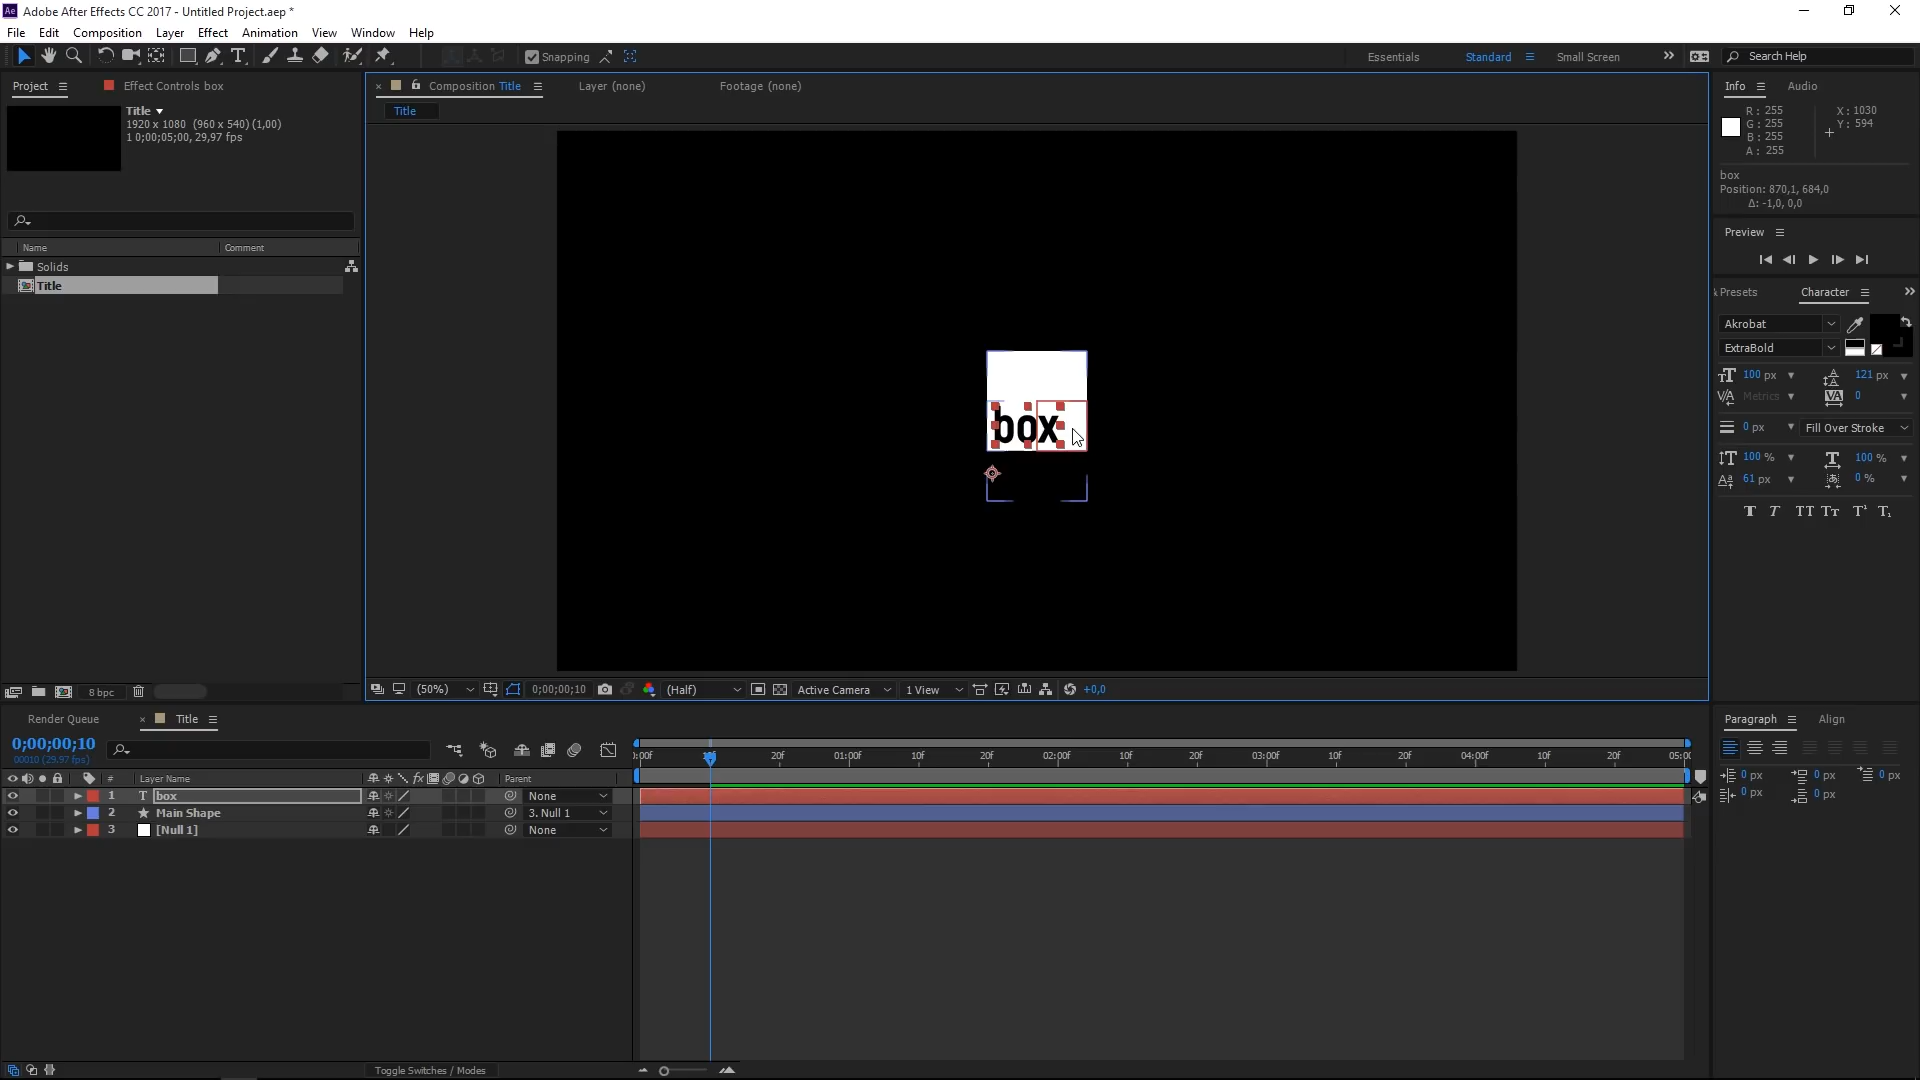 Ae Adobe After Effects CC 2017 - Untitled Project.aep *
File Edit Composition Layer Effect Animation View Window Help
Snapping
Essentials Standard Small Screen Search Help
Project Effect Controls box
Title
1920 x 1080 (960 x 540) (1,00)
1 0;00;05;00, 29,97 fps
Name Comment
Solids
Title
8 bpc
Composition Title Layer (none) Footage (none)
Title
box
(50%) 0;00;00;10 (Half) Active Camera 1 View +0,0
Info Audio
R: 255 X: 1030
G: 255 Y: 594
B: 255
A: 255
box
Position: 870,1, 684,0
Δ: -1,0, 0,0
Preview
& Presets Character
Akrobat
ExtraBold
100 px 121 px
Metrics 0
0 px Fill Over Stroke
100 % 100 %
61 px 0 %
T T TT Tr T¹ T₁
Render Queue Title
0;00;00;10
00010 (29.97 fps)
# Layer Name fx Parent
1 T box None
2 Main Shape 3. Null 1
3 [Null 1] None
:00f 10f 20f 01:00f 10f 20f 02:00f 10f 20f 03:00f 10f 20f 04:00f 10f 20f 05:00
Toggle Switches / Modes
Paragraph Align
0 px 0 px 0 px
0 px 0 px